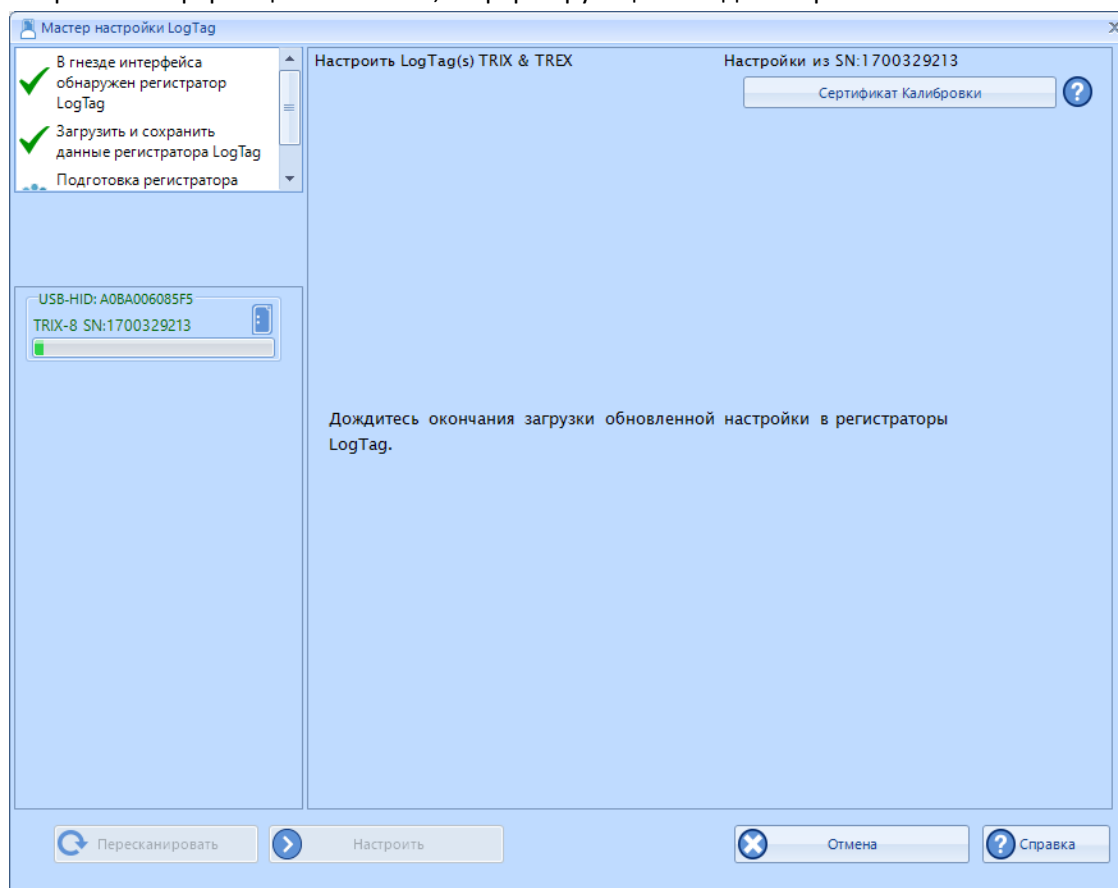 Мастер настройки LogTag
В гнезде интерфейса
обнаружен регистратор
LogTag
Загрузить и сохранить
данные регистратора LogTag
Подготовка регистратора
Настроить LogTag(s) TRIX & TREX
Настройки из SN:1700329213
Сертификат Калибровки
?
USB-HID: A0BA006085F5
TRIX-8 SN:1700329213
Дождитесь окончания загрузки обновленной настройки в регистраторы
LogTag.
Пересканировать
Настроить
Отмена
? Справка